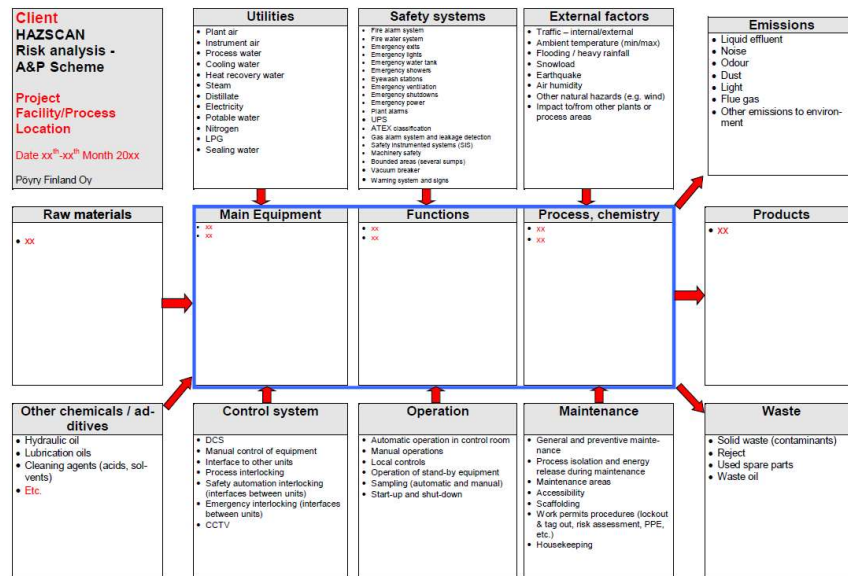 Client
HAZSCAN
Risk analysis -
A&P Scheme
Project
Facility/Process
Location
Date xx th -xx th Month 20xx
Pöyry Finland Oy
Utilities
• Plant air
• Instrument air
• Process water
• Cooling water
• Heat recovery water
• Steam
• Distillate
• Electricity
• Potable water
• Nitrogen
• LPG
• Sealing water
Safety systems
• Fire alarm system
• Fire water system
• Emergency exits
• Emergency lights
• Emergency water tank
• Emergency showers
• Eyewash stations
• Emergency ventilation
• Emergency shutdowns
• Emergency power
• Plant alarms
• UPS
• ATEX classification
• Gas alarm system and leakage detection
• Safety instrumented systems (SIS)
• Machinery safety
• Bounded areas (several sumps)
• Vacuum breaker
• Warning system and signs
External factors
• Traffic – internal/external
• Ambient temperature (min/max)
• Flooding / heavy rainfall
• Snowload
• Earthquake
• Air humidity
• Other natural hazards (e.g. wind)
• Impact to/from other plants or
process areas
Emissions
• Liquid effluent
• Noise
• Odour
• Dust
• Light
• Flue gas
• Other emissions to environ-
ment
Raw materials
• xx
Main Equipment
• xx
• xx
Functions
• xx
• xx
Process, chemistry
• xx
• xx
Products
• xx
Other chemicals / ad-
ditives
• Hydraulic oil
• Lubrication oils
• Cleaning agents (acids, sol-
vents)
• Etc.
Control system
• DCS
• Manual control of equipment
• Interface to other units
• Process interlocking
• Safety automation interlocking
(interfaces between units)
• Emergency interlocking (interfaces
between units)
• CCTV
Operation
• Automatic operation in control room
• Manual operations
• Local controls
• Operation of stand-by equipment
• Sampling (automatic and manual)
• Start-up and shut-down
Maintenance
• General and preventive mainte-
nance
• Process isolation and energy
release during maintenance
• Maintenance areas
• Accessibility
• Scaffolding
• Work permits procedures (lockout
& tag out, risk assessment, PPE,
etc.)
• Housekeeping
Waste
• Solid waste (contaminants)
• Reject
• Used spare parts
• Waste oil